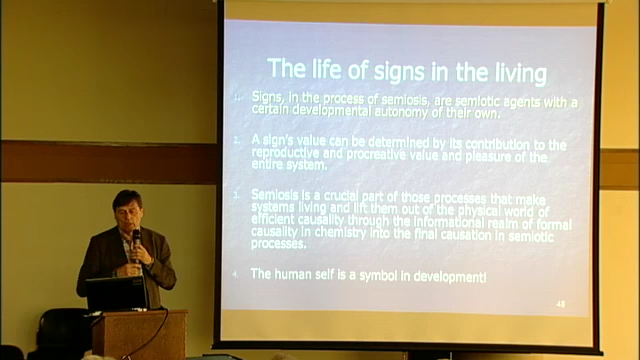 The life of signs in the living
1. Signs, in the process of semiosis, are semiotic agents with a
certain developmental autonomy of their own.
2. A sign's value can be determined by its contribution to the
reproductive and procreative value and pleasure of the
entire system.
3. Semiosis is a crucial part of those processes that make
systems living and lift them out of the physical world of
efficient causality through the informational realm of formal
causality in chemistry into the final causation in semiotic
processes.
4. The human self is a symbol in development!
48